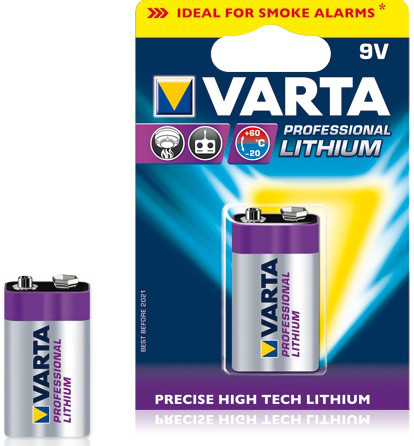 >>> IDEAL FOR SMOKE ALARMS*
9V
VARTA
PROFESSIONAL
LITHIUM
+60
°C
-20
VARTA
PROFESSIONAL
LITHIUM
BEST BEFORE 2021
VARTA
PROFESSIONAL
LITHIUM
PRECISE HIGH TECH LITHIUM